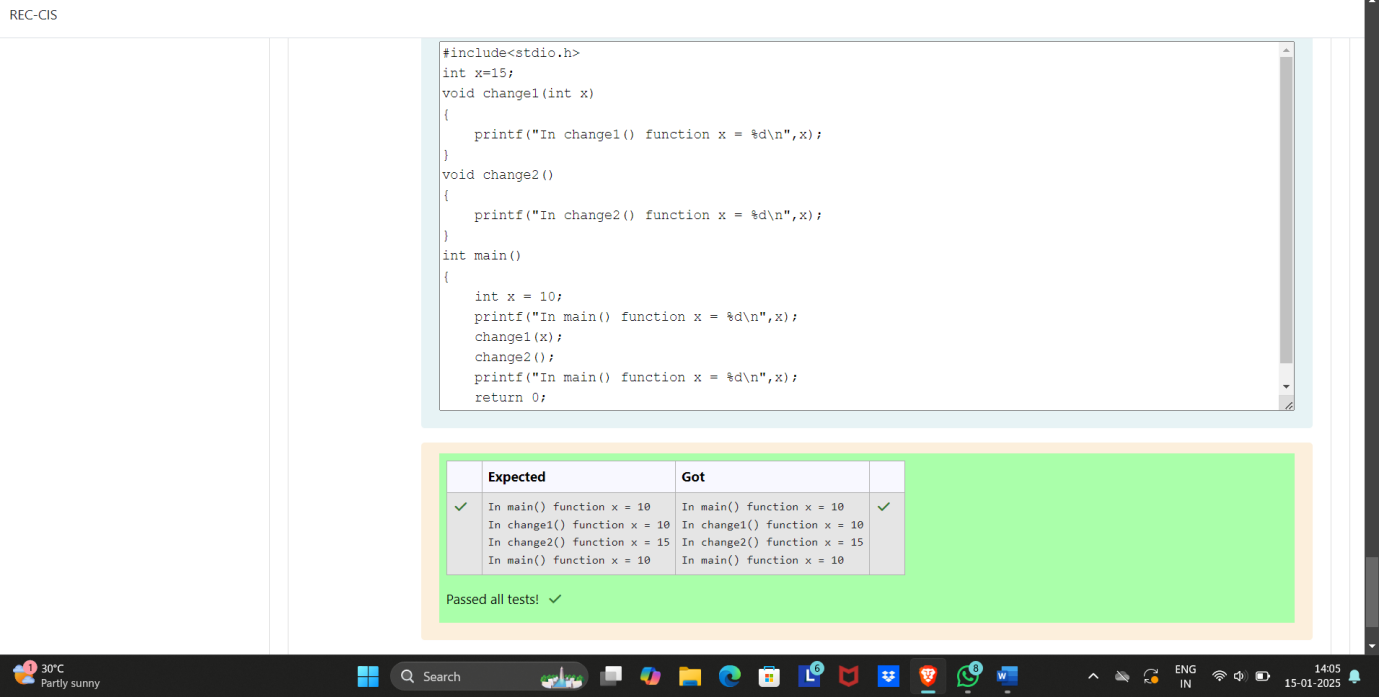 REC-CIS
#include<stdio.h>
int x=15;
void change1(int x)
{
    printf("In change1() function x = %d\n",x);
}
void change2()
{
    printf("In change2() function x = %d\n",x);
}
int main()
{
    int x = 10;
    printf("In main() function x = %d\n",x);
    change1(x);
    change2();
    printf("In main() function x = %d\n",x);
    return 0;
Expected Got
In main() function x = 10 In main() function x = 10
In change1() function x = 10 In change1() function x = 10
In change2() function x = 15 In change2() function x = 15
In main() function x = 10 In main() function x = 10
Passed all tests!
1
30°C
Partly sunny
Search
L
6
8
W
ENG
IN
14:05
15-01-2025